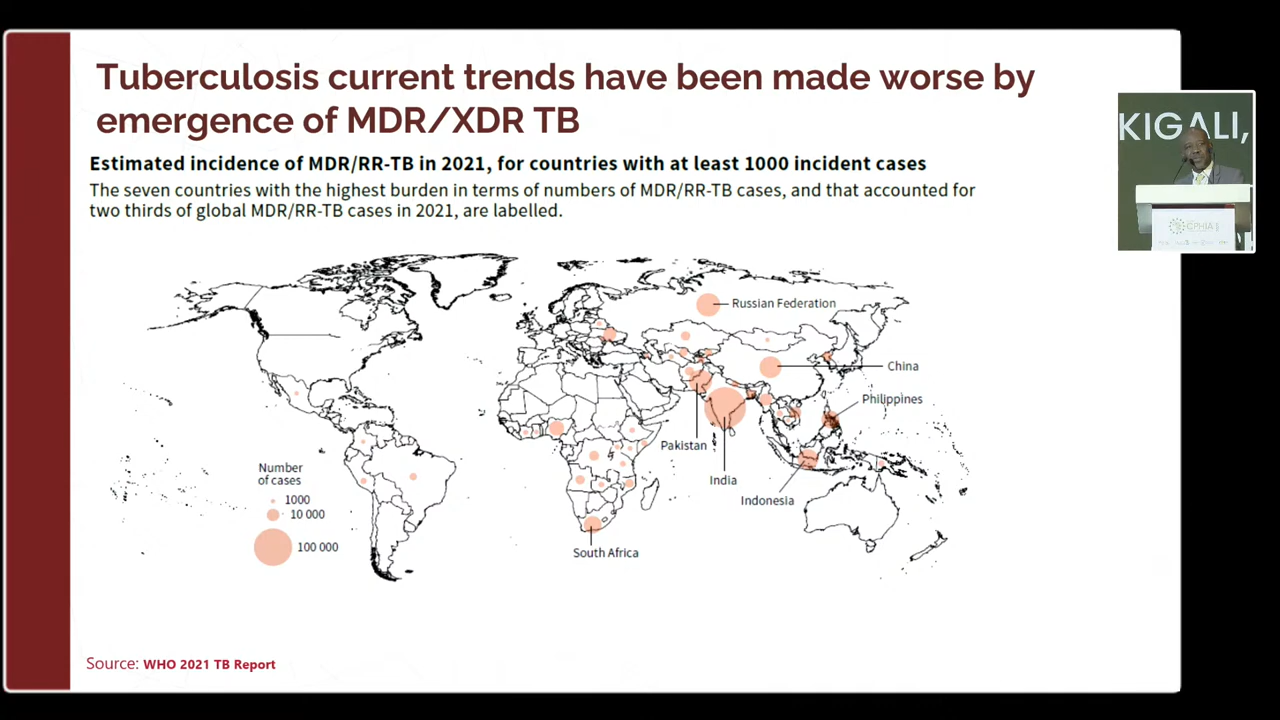 Tuberculosis current trends have been made worse by
emergence of MDR/XDR TB
Estimated incidence of MDR/RR-TB in 2021, for countries with at least 1000 incident cases
The seven countries with the highest burden in terms of numbers of MDR/RR-TB cases, and that accounted for
two thirds of global MDR/RR-TB cases in 2021, are labelled.
KIGALI,
CPHIA
Russian Federation
China
Philippines
Pakistan
India
Indonesia
South Africa
Number
of cases
1000
10 000
100 000
Source: WHO 2021 TB Report